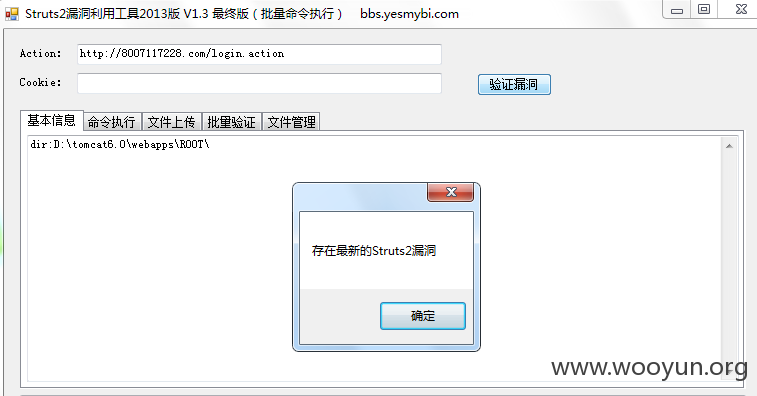 Struts2漏洞利用工具2013版 V1.3 最终版（批量命令执行） bbs.yesmybi.com
Action: http://8007117228.com/login.action
Cookie:
验证漏洞
基本信息 命令执行 文件上传 批量验证 文件管理
dir:D:\tomcat6.0\webapps\ROOT\
存在最新的Struts2漏洞
确定
www.wooyun.org